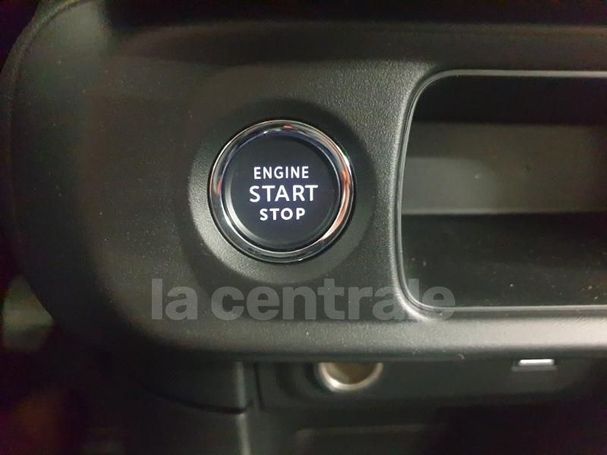 ENGINE
START
STOP
la centrale